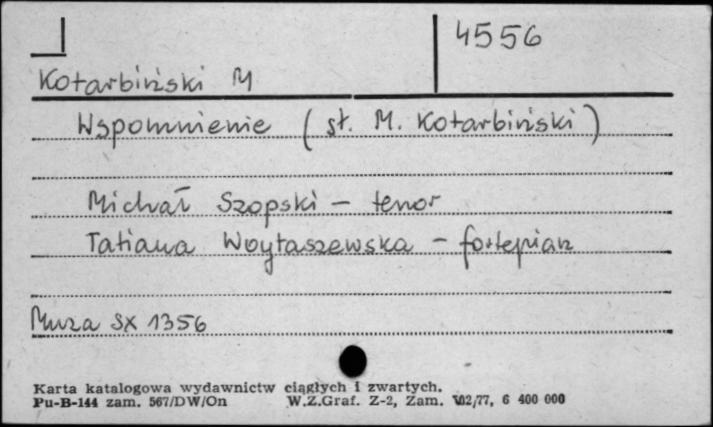 4556
Kotarbiński M
Wspomnienie (sł. M. Kotarbiński)
Michał Szopski - tenor
Tatiana Woytaszewska - fortepian
Muza SX 1356
Karta katalogowa wydawnictw ciągłych i zwartych.
Pu-B-144 zam. 567/DW/On W.Z.Graf. Z-2, Zam. 102/77, 6 400 000